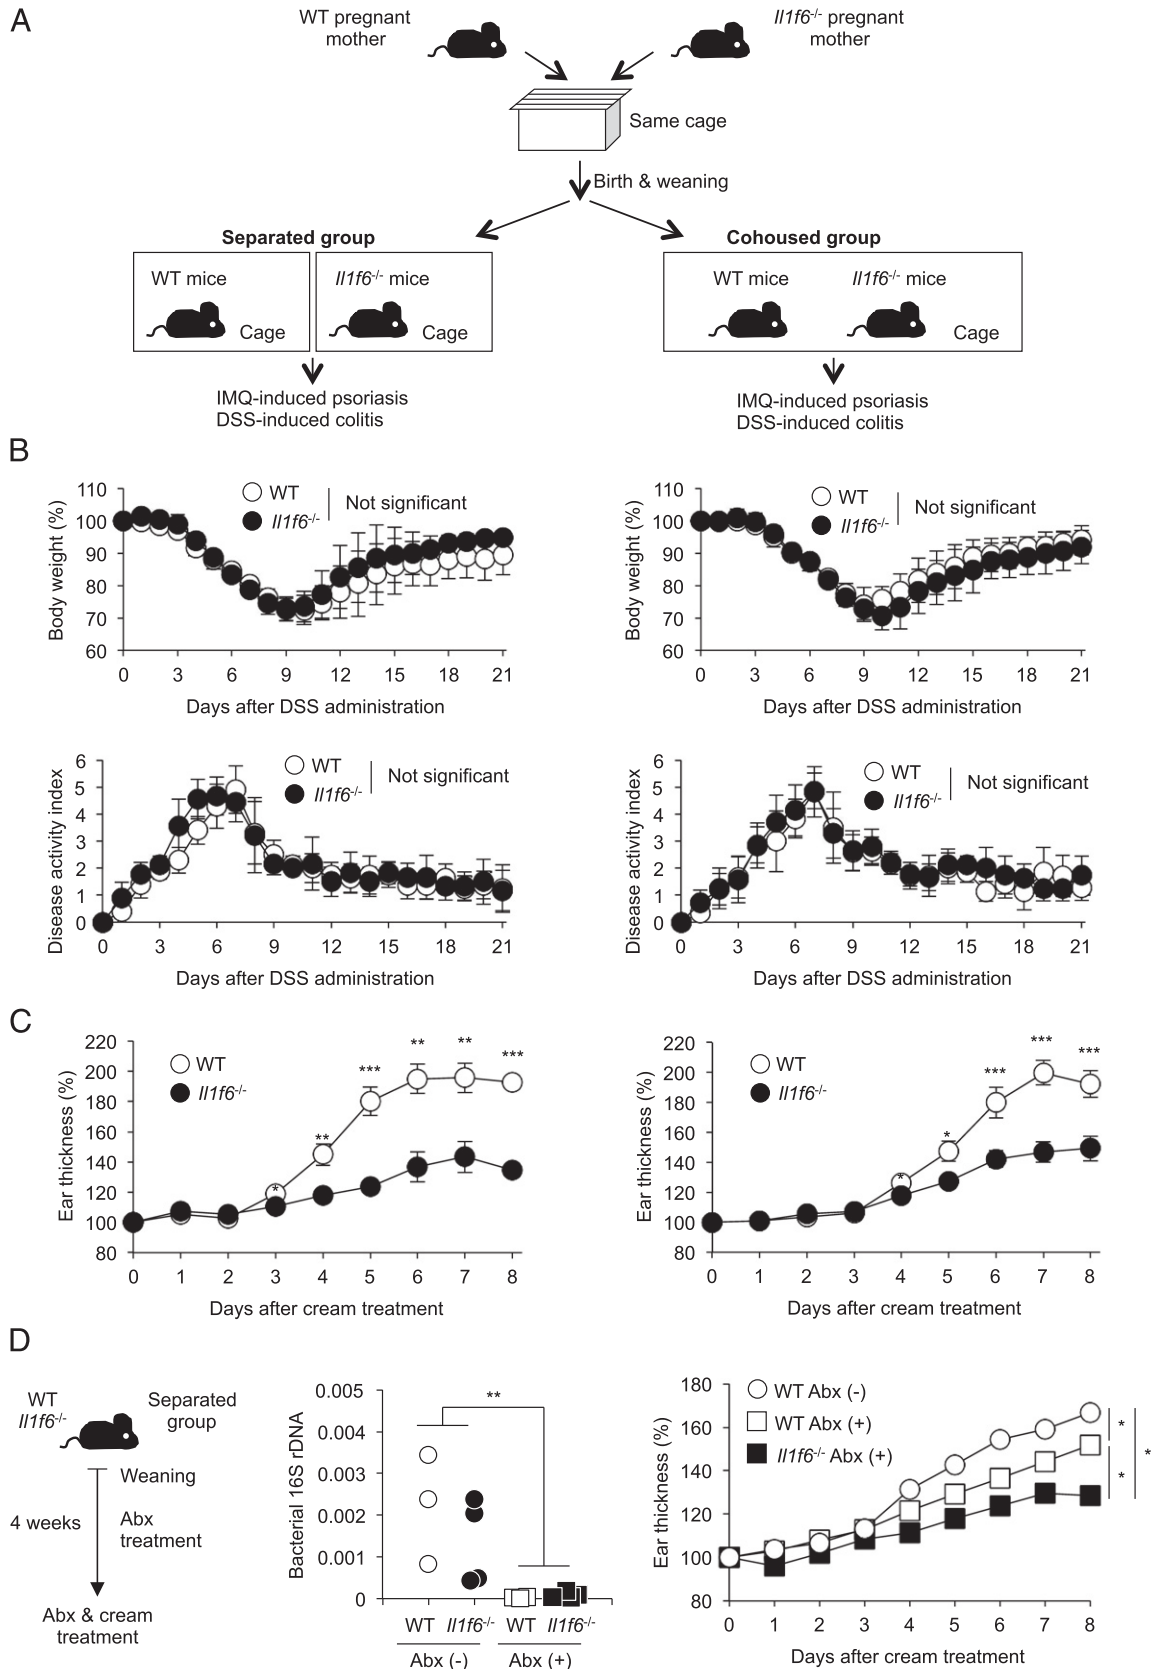 A
WT pregnant
mother
Il1f6-/- pregnant
mother
Same cage
Birth & weaning
Separated group
Cohoused group
WT mice
Il1f6-/- mice
Cage
Cage
WT mice
Il1f6-/- mice
Cage
IMQ-induced psoriasis
DSS-induced colitis
IMQ-induced psoriasis
DSS-induced colitis
B
Body weight (%)
110
100
90
80
70
60
WT
Il1f6-/-
Not significant
0 3 6 9 12 15 18 21
Days after DSS administration
Body weight (%)
110
100
90
80
70
60
WT
Il1f6-/-
Not significant
0 3 6 9 12 15 18 21
Days after DSS administration
Disease activity index
6
5
4
3
2
1
0
WT
Il1f6-/-
Not significant
0 3 6 9 12 15 18 21
Days after DSS administration
Disease activity index
6
5
4
3
2
1
0
WT
Il1f6-/-
Not significant
0 3 6 9 12 15 18 21
Days after DSS administration
C
Ear thickness (%)
220
200
180
160
140
120
100
80
WT
Il1f6-/-
* ** *** ** ** ***
0 1 2 3 4 5 6 7 8
Days after cream treatment
Ear thickness (%)
220
200
180
160
140
120
100
80
WT
Il1f6-/-
* * *** *** ***
0 1 2 3 4 5 6 7 8
Days after cream treatment
D
WT
Il1f6-/-
Separated
group
Weaning
4 weeks
Abx
treatment
Abx & cream
treatment
Bacterial 16S rDNA
0.005
0.004
0.003
0.002
0.001
0
**
WT Il1f6-/- WT Il1f6-/-
Abx (-) Abx (+)
Ear thickness (%)
180
160
140
120
100
80
WT Abx (-)
WT Abx (+)
Il1f6-/- Abx (+)
*
*
*
0 1 2 3 4 5 6 7 8
Days after cream treatment